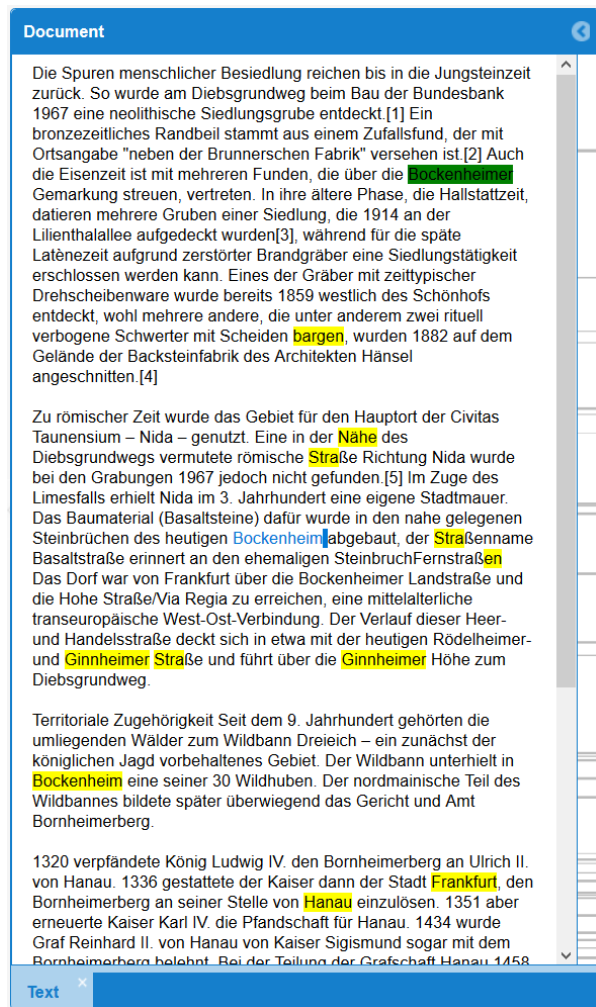 Document
Die Spuren menschlicher Besiedlung reichen bis in die Jungsteinzeit
zurück. So wurde am Diebsgrundweg beim Bau der Bundesbank
1967 eine neolithische Siedlungsgrube entdeckt.[1] Ein
bronzezeitliches Randbeil stammt aus einem Zufallsfund, der mit
Ortsangabe "neben der Brunnerschen Fabrik" versehen ist.[2] Auch
die Eisenzeit ist mit mehreren Funden, die über die Bockenheimer
Gemarkung streuen, vertreten. In ihre ältere Phase, die Hallstattzeit,
datieren mehrere Gruben einer Siedlung, die 1914 an der
Lilienthalallee aufgedeckt wurden[3], während für die späte
Latènezeit aufgrund zerstörter Brandgräber eine Siedlungstätigkeit
erschlossen werden kann. Eines der Gräber mit zeittypischer
Drehscheibenware wurde bereits 1859 westlich des Schönhofs
entdeckt, wohl mehrere andere, die unter anderem zwei rituell
verbogene Schwerter mit Scheiden bargen, wurden 1882 auf dem
Gelände der Backsteinfabrik des Architekten Hänsel
angeschnitten.[4]
Zu römischer Zeit wurde das Gebiet für den Hauptort der Civitas
Taunensium – Nida – genutzt. Eine in der Nähe des
Diebsgrundwegs vermutete römische Straße Richtung Nida wurde
bei den Grabungen 1967 jedoch nicht gefunden.[5] Im Zuge des
Limesfalls erhielt Nida im 3. Jahrhundert eine eigene Stadtmauer.
Das Baumaterial (Basaltsteine) dafür wurde in den nahe gelegenen
Steinbrüchen des heutigen Bockenheim abgebaut, der Straßenname
Basaltstraße erinnert an den ehemaligen SteinbruchFernstraßen
Das Dorf war von Frankfurt über die Bockenheimer Landstraße und
die Hohe Straße/Via Regia zu erreichen, eine mittelalterliche
transeuropäische West-Ost-Verbindung. Der Verlauf dieser Heer-
und Handelsstraße deckt sich in etwa mit der heutigen Rödelheimer-
und Ginnheimer Straße und führt über die Ginnheimer Höhe zum
Diebsgrundweg.
Territoriale Zugehörigkeit Seit dem 9. Jahrhundert gehörten die
umliegenden Wälder zum Wildbann Dreieich – ein zunächst der
königlichen Jagd vorbehaltenes Gebiet. Der Wildbann unterhielt in
Bockenheim eine seiner 30 Wildhuben. Der nordmainische Teil des
Wildbannes bildete später überwiegend das Gericht und Amt
Bornheimerberg.
1320 verpfändete König Ludwig IV. den Bornheimerberg an Ulrich II.
von Hanau. 1336 gestattete der Kaiser dann der Stadt Frankfurt, den
Bornheimerberg an seiner Stelle von Hanau einzulösen. 1351 aber
erneuerte Kaiser Karl IV. die Pfandschaft für Hanau. 1434 wurde
Graf Reinhard II. von Hanau von Kaiser Sigismund sogar mit dem
Bornheimerberg belehnt. Bei der Teilung der Grafschaft Hanau 1458
Text